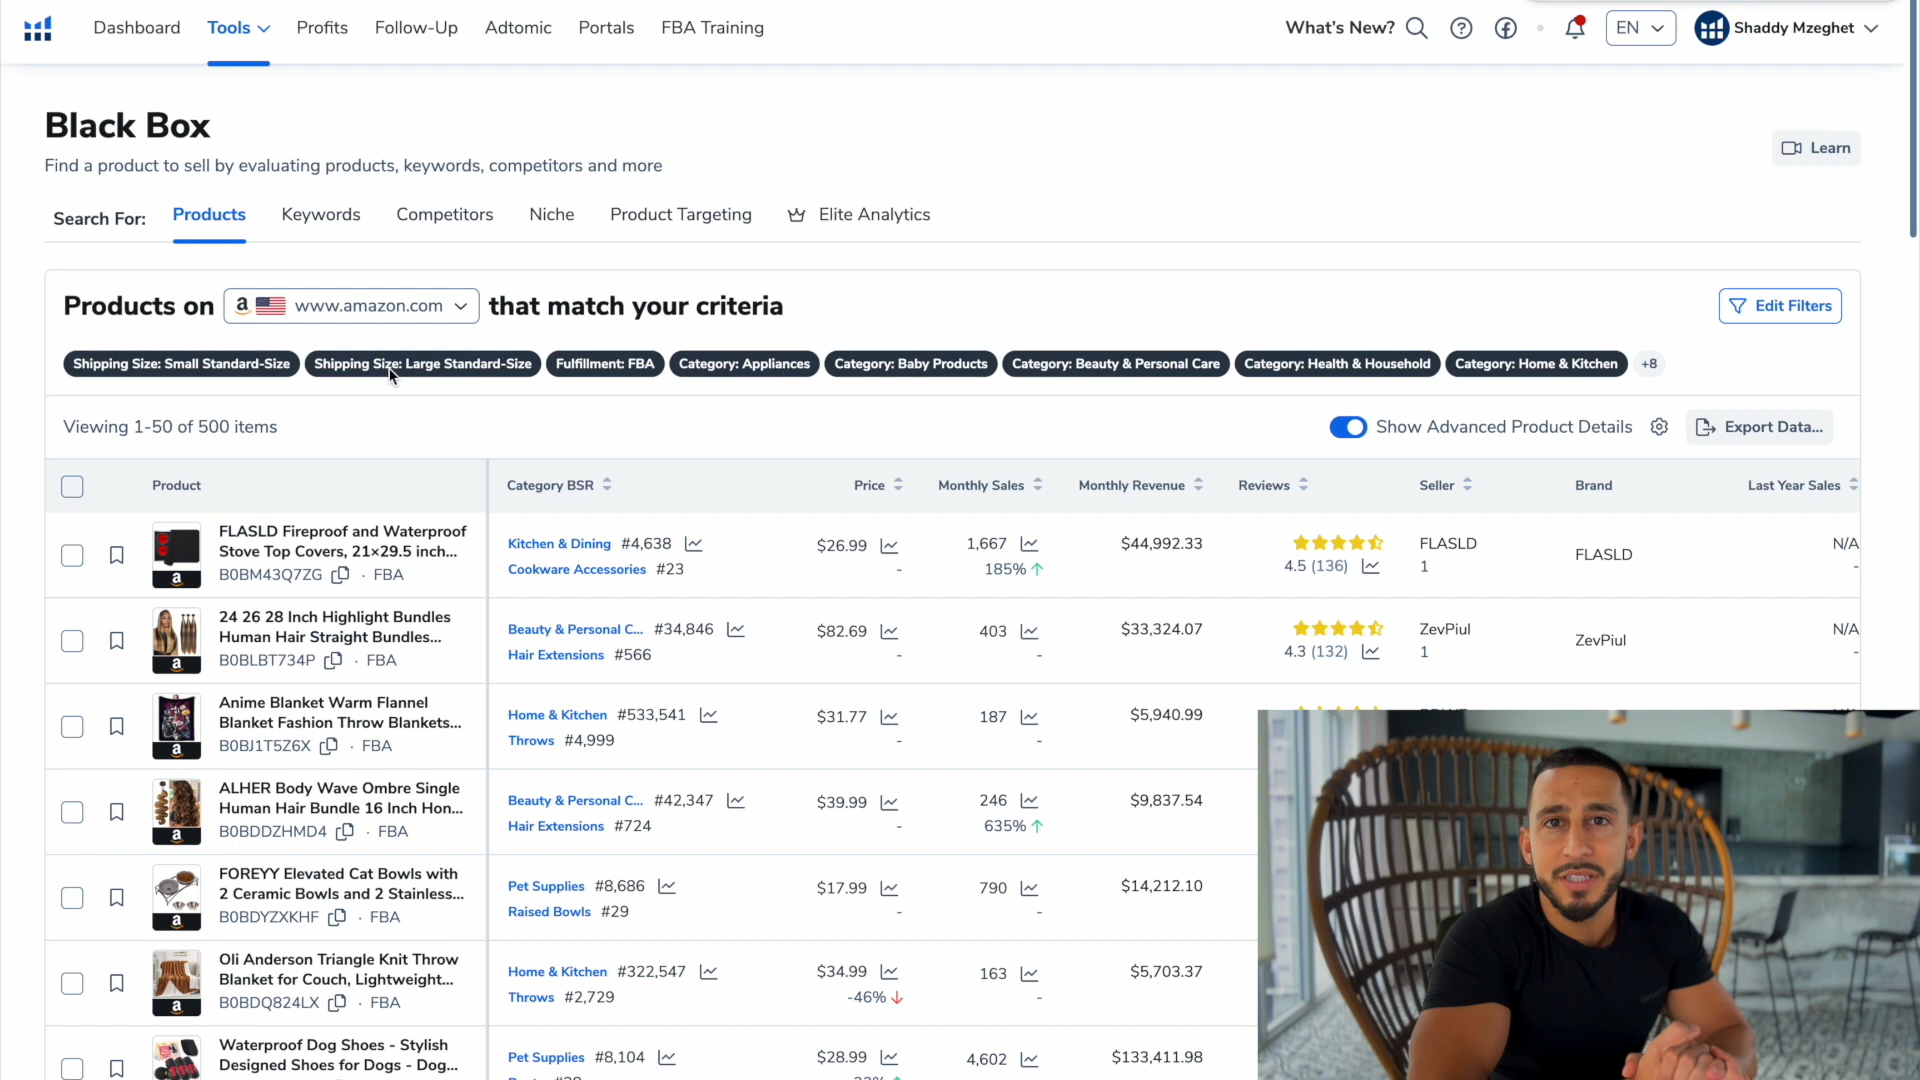 Dashboard Tools Profits Follow-Up Adtomic Portals FBA Training What's New? EN Shaddy Mzeghet
Black Box
Find a product to sell by evaluating products, keywords, competitors and more
Learn
Search For: Products Keywords Competitors Niche Product Targeting Elite Analytics
Products on a www.amazon.com that match your criteria Edit Filters
Shipping Size: Small Standard-Size Shipping Size: Large Standard-Size Fulfillment: FBA Category: Appliances Category: Baby Products Category: Beauty & Personal Care Category: Health & Household Category: Home & Kitchen +8
Viewing 1-50 of 500 items Show Advanced Product Details Export Data...
Product Category BSR Price Monthly Sales Monthly Revenue Reviews Seller Brand Last Year Sales
FLASLD Fireproof and Waterproof
Stove Top Covers, 21×29.5 inch...
B0BM43Q7ZG · FBA
Kitchen & Dining #4,638
Cookware Accessories #23
$26.99
-
1,667
185%
$44,992.33
4.5 (136)
FLASLD
1
FLASLD
N/A
-
24 26 28 Inch Highlight Bundles
Human Hair Straight Bundles...
B0BLBT734P · FBA
Beauty & Personal C... #34,846
Hair Extensions #566
$82.69
-
403
-
$33,324.07
4.3 (132)
ZevPiul
1
ZevPiul
N/A
-
Anime Blanket Warm Flannel
Blanket Fashion Throw Blankets...
B0BJ1T5Z6X · FBA
Home & Kitchen #533,541
Throws #4,999
$31.77
-
187
-
$5,940.99
ALHER Body Wave Ombre Single
Human Hair Bundle 16 Inch Hon...
B0BDDZHMD4 · FBA
Beauty & Personal C... #42,347
Hair Extensions #724
$39.99
-
246
635%
$9,837.54
FOREYY Elevated Cat Bowls with
2 Ceramic Bowls and 2 Stainless...
B0BDYZXKHF · FBA
Pet Supplies #8,686
Raised Bowls #29
$17.99
-
790
-
$14,212.10
Oli Anderson Triangle Knit Throw
Blanket for Couch, Lightweight...
B0BDQ824LX · FBA
Home & Kitchen #322,547
Throws #2,729
$34.99
-46%
163
-
$5,703.37
Waterproof Dog Shoes - Stylish
Designed Shoes for Dogs - Dog...
Pet Supplies #8,104
$28.99
4,602
$133,411.98